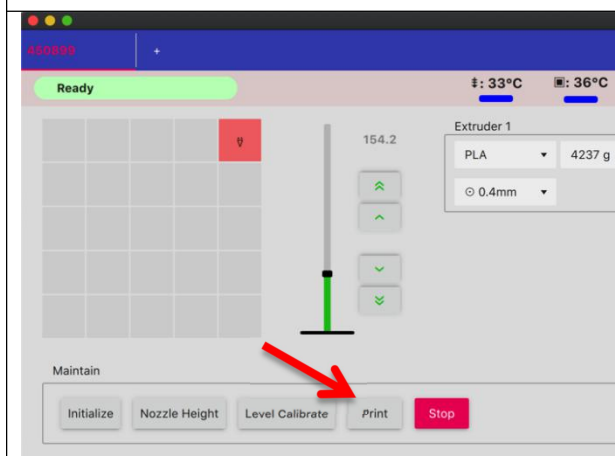 450899 +
Ready
: 33°C : 36°C
154.2
Extruder 1
PLA 4237 g
0.4mm
Maintain
Initialize Nozzle Height Level Calibrate Print Stop